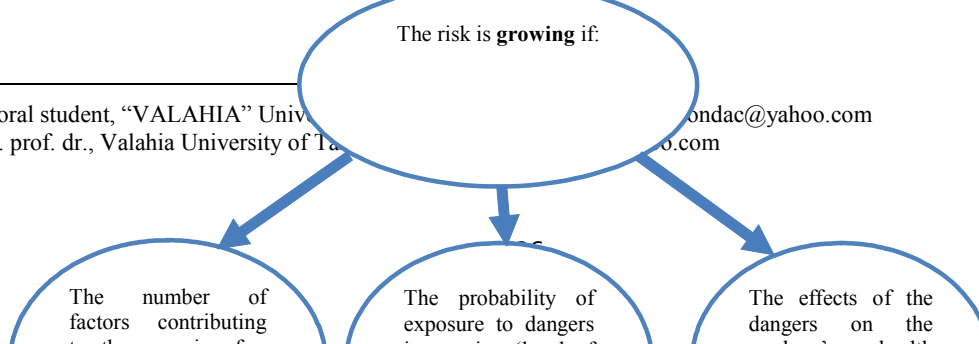 The risk is growing if:
oral student, “VALAHIA” Univ ondac@yahoo.com
. prof. dr., Valahia University of Ta o.com
The number of
factors contributing
The probability of
exposure to dangers
The effects of the
dangers on the